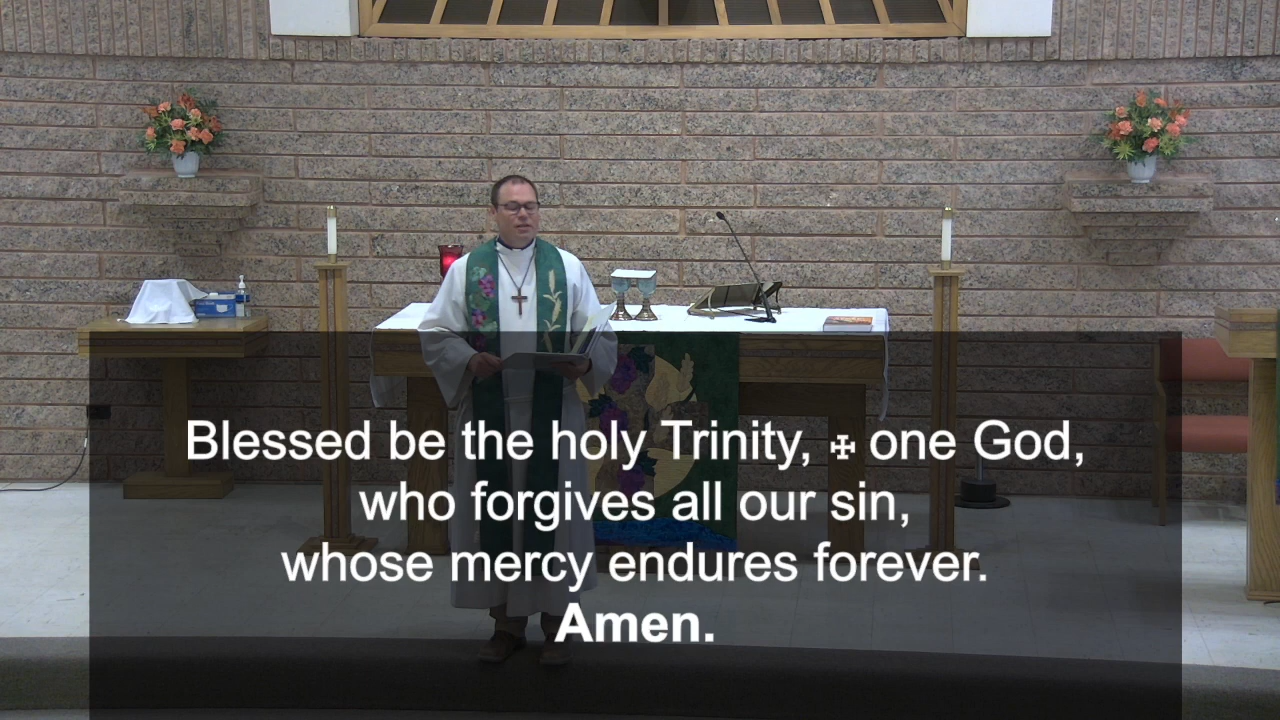 Blessed be the holy Trinity, ✠ one God,
who forgives all our sin,
whose mercy endures forever.
Amen.